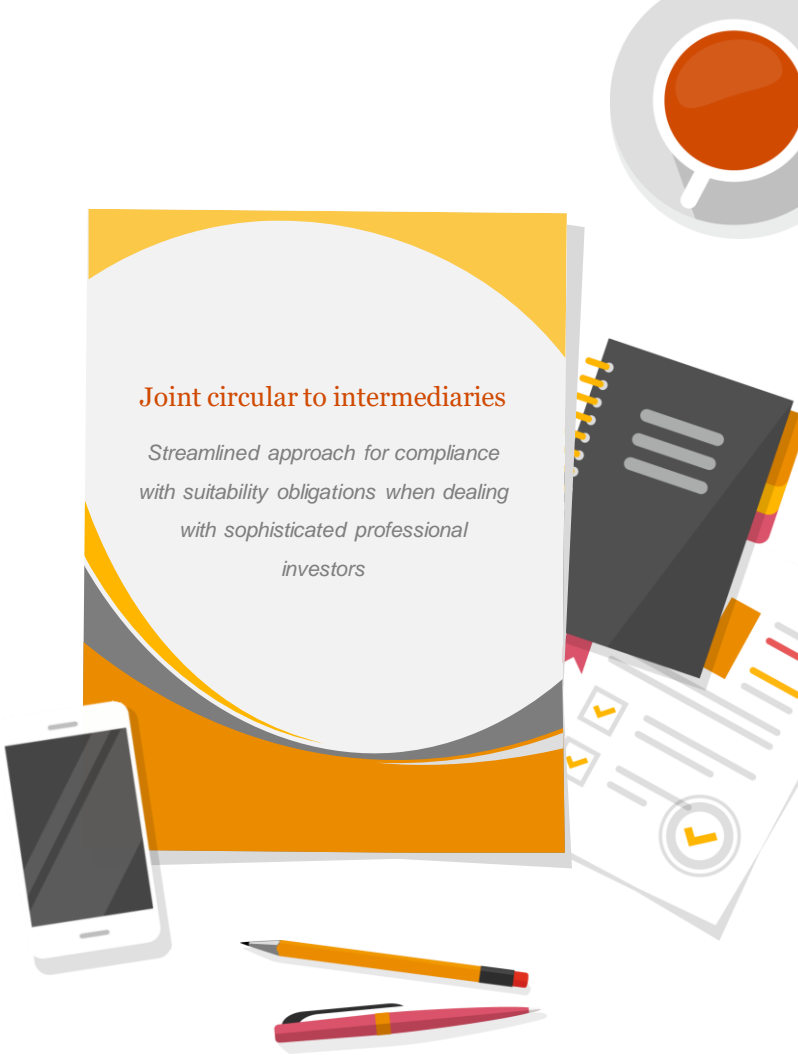 Joint circular to intermediaries
Streamlined approach for compliance
with suitability obligations when dealing
with sophisticated professional
investors